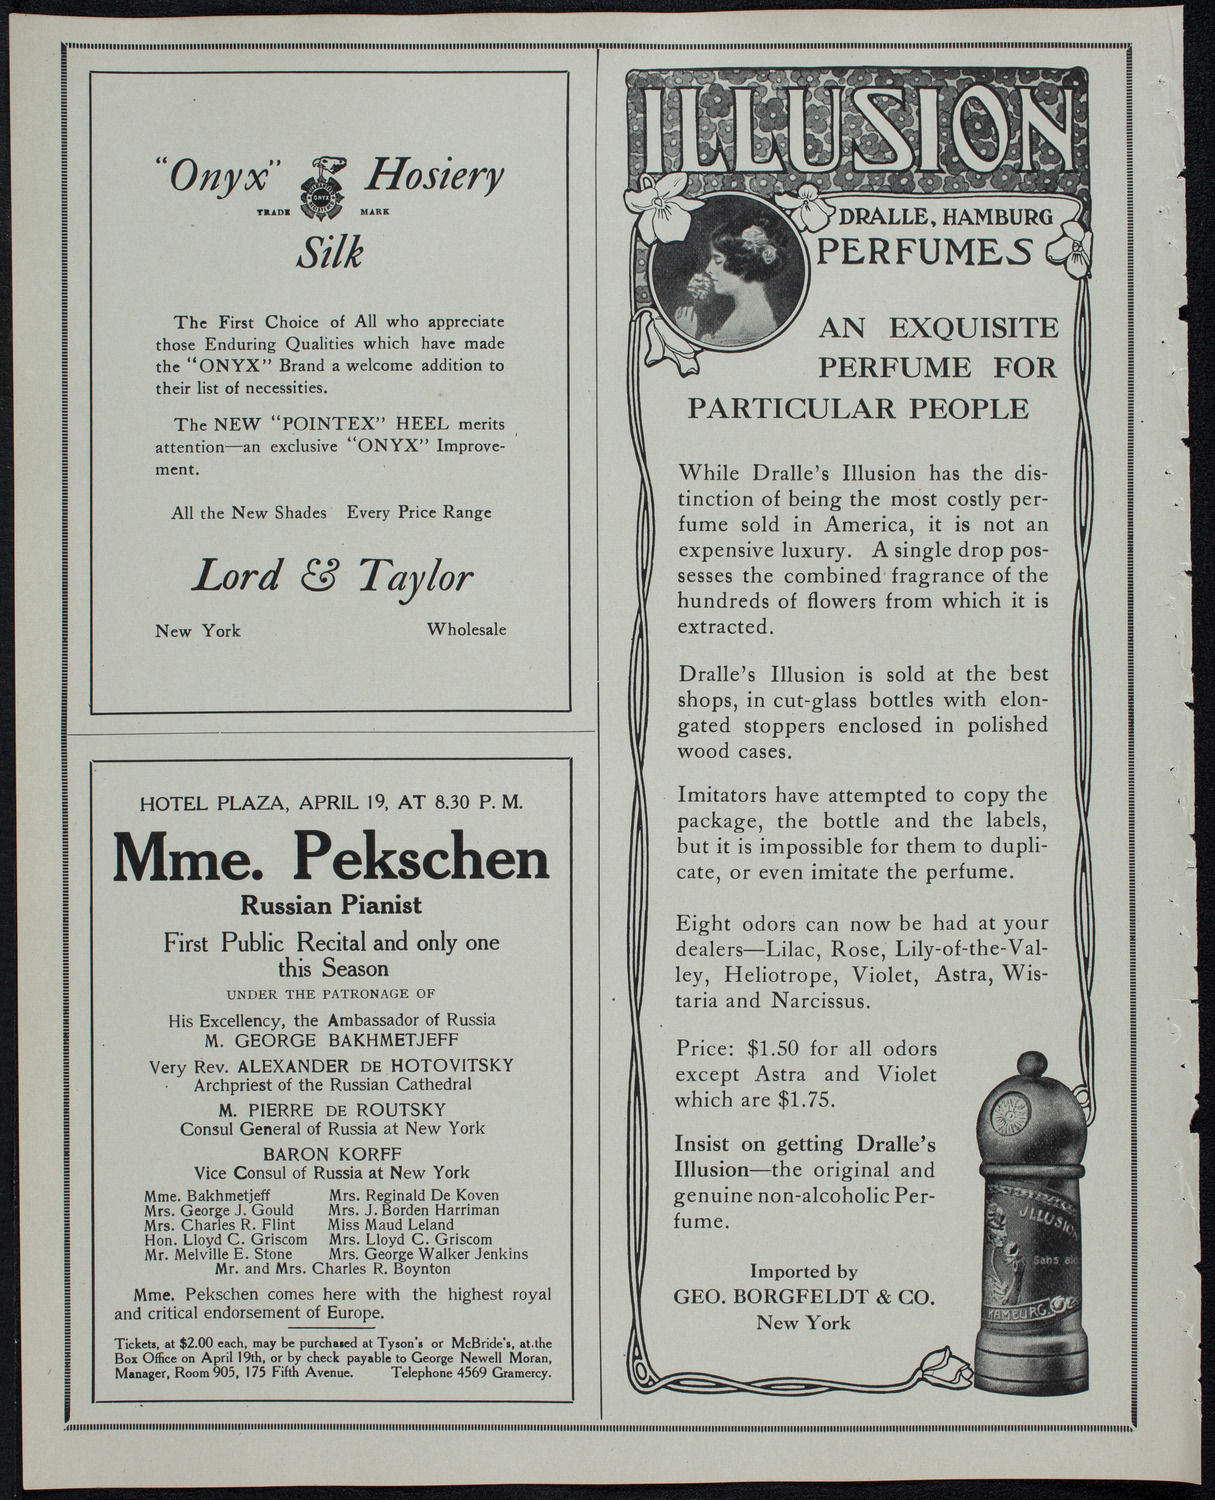 "Onyx" Hosiery
ONYX
TRADE MARK
Silk
The First Choice of All who appreciate
those Enduring Qualities which have made
the "ONYX" Brand a welcome addition to
their list of necessities.
The NEW "POINTEX" HEEL merits
attention—an exclusive "ONYX" Improve-
ment.
All the New Shades Every Price Range
Lord & Taylor
New York Wholesale
HOTEL PLAZA, APRIL 19, AT 8.30 P. M.
Mme. Pekschen
Russian Pianist
First Public Recital and only one
this Season
UNDER THE PATRONAGE OF
His Excellency, the Ambassador of Russia
M. GEORGE BAKHMETJEFF
Very Rev. ALEXANDER DE HOTOVITSKY
Archpriest of the Russian Cathedral
M. PIERRE DE ROUTSKY
Consul General of Russia at New York
BARON KORFF
Vice Consul of Russia at New York
Mme. Bakhmetjeff Mrs. Reginald De Koven
Mrs. George J. Gould Mrs. J. Borden Harriman
Mrs. Charles R. Flint Miss Maud Leland
Hon. Lloyd C. Griscom Mrs. Lloyd C. Griscom
Mr. Melville E. Stone Mrs. George Walker Jenkins
Mr. and Mrs. Charles R. Boynton
Mme. Pekschen comes here with the highest royal
and critical endorsement of Europe.
Tickets, at $2.00 each, may be purchased at Tyson's or McBride's, at the
Box Office on April 19th, or by check payable to George Newell Moran,
Manager, Room 905, 175 Fifth Avenue. Telephone 4569 Gramercy.
ILLUSION
DRALLE, HAMBURG
PERFUMES
AN EXQUISITE
PERFUME FOR
PARTICULAR PEOPLE
While Dralle's Illusion has the dis-
tinction of being the most costly per-
fume sold in America, it is not an
expensive luxury. A single drop pos-
sesses the combined fragrance of the
hundreds of flowers from which it is
extracted.
Dralle's Illusion is sold at the best
shops, in cut-glass bottles with elon-
gated stoppers enclosed in polished
wood cases.
Imitators have attempted to copy the
package, the bottle and the labels,
but it is impossible for them to dupli-
cate, or even imitate the perfume.
Eight odors can now be had at your
dealers—Lilac, Rose, Lily-of-the-Val-
ley, Heliotrope, Violet, Astra, Wis-
taria and Narcissus.
Price: $1.50 for all odors
except Astra and Violet
which are $1.75.
Insist on getting Dralle's
Illusion—the original and
genuine non-alcoholic Per-
fume.
Imported by
GEO. BORGFELDT & CO.
New York
ILLUSION
Sans
HAMBURG